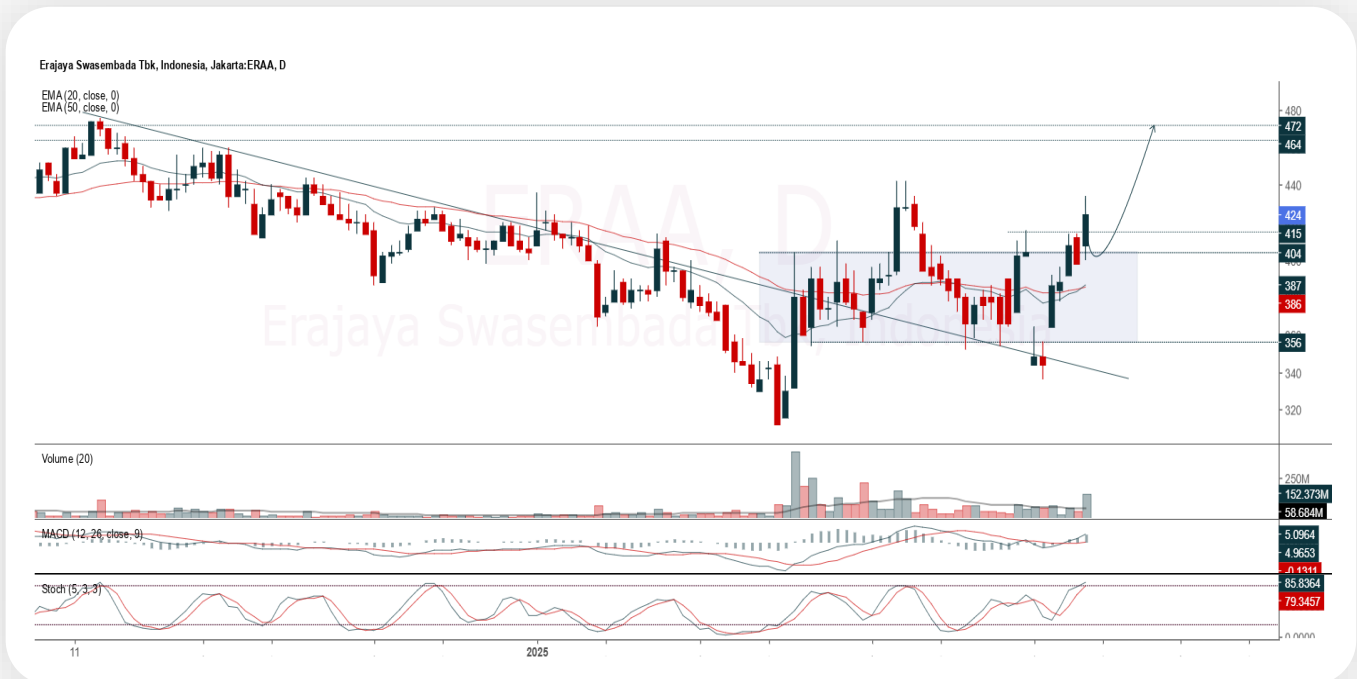 Erajaya Swasembada Tbk, Indonesia, Jakarta:ERAA, D
EMA (20, close, 0)
EMA (50, close, 0)
480
472
464
440
424
415
404
400
387
386
360
356
340
320
ERAA, D
Erajaya Swasembada Tbk, Indonesia
Volume (20)
250M
152.373M
58.684M
MACD (12, 26, close, 9)
5.0964
4.9653
-0.1311
Stoch (5, 3, 3)
85.8364
79.3457
0.0000
11
2025